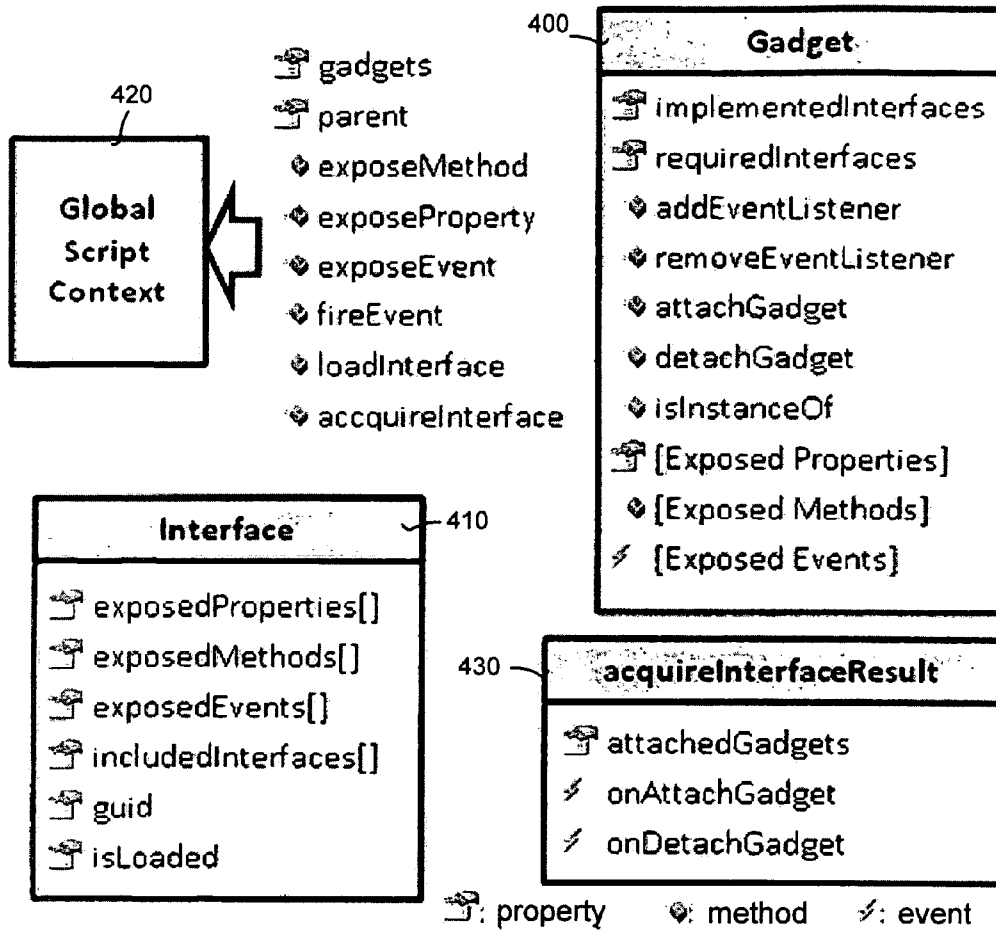 420
Global
Script
Context
gadgets
parent
exposeMethod
exposeProperty
exposeEvent
fireEvent
loadInterface
accquireInterface
400
Gadget
implementedInterfaces
requiredInterfaces
addEventListener
removeEventListener
attachGadget
detachGadget
isInstanceOf
[Exposed Properties]
[Exposed Methods]
[Exposed Events]
410
Interface
exposedProperties[]
exposedMethods[]
exposedEvents[]
includedInterfaces[]
guid
isLoaded
430
acquireInterfaceResult
attachedGadgets
onAttachGadget
onDetachGadget
: property : method : event